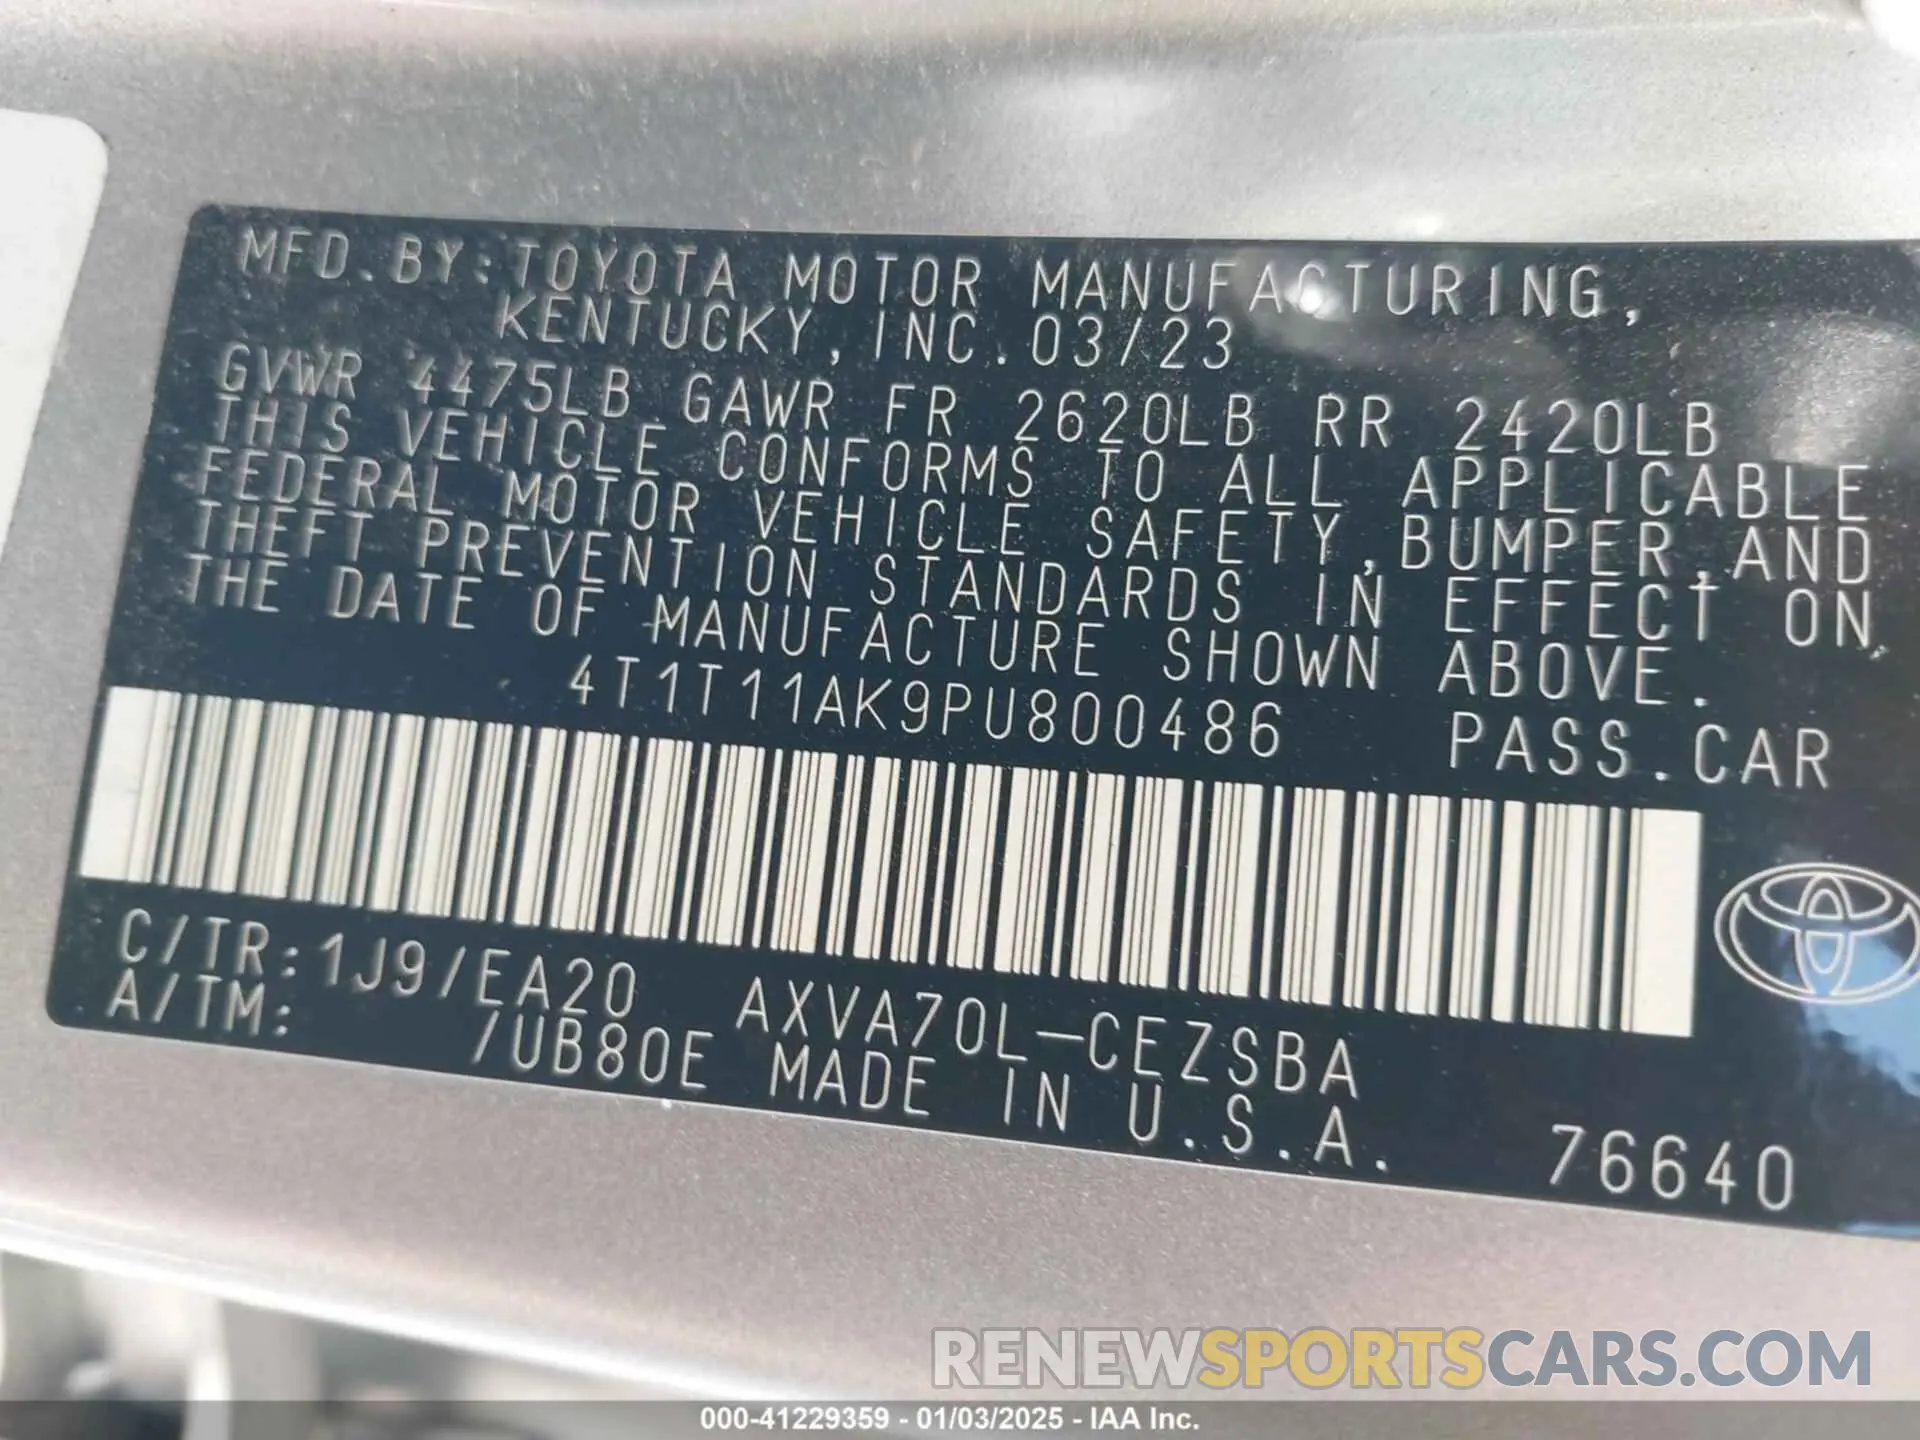 MFD. BY: TOYOTA MOTOR MANUFACTURING,
KENTUCKY, INC. 03/23
GVWR 4475LB GAWR FR 2620LB RR 2420LB
THIS VEHICLE CONFORMS TO ALL APPLICABLE
FEDERAL MOTOR VEHICLE SAFETY, BUMPER, AND
THEFT PREVENTION STANDARDS IN EFFECT ON
THE DATE OF MANUFACTURE SHOWN ABOVE.
4T1T11AK9PU800486 PASS. CAR
C/TR: 1J9/EA20 AXVA70L-CEZSBA
A/TM: /UB80E MADE IN U.S.A. 76640
RENEWSPORTSCARS.COM
000-41229359 - 01/03/2025 - IAA Inc.